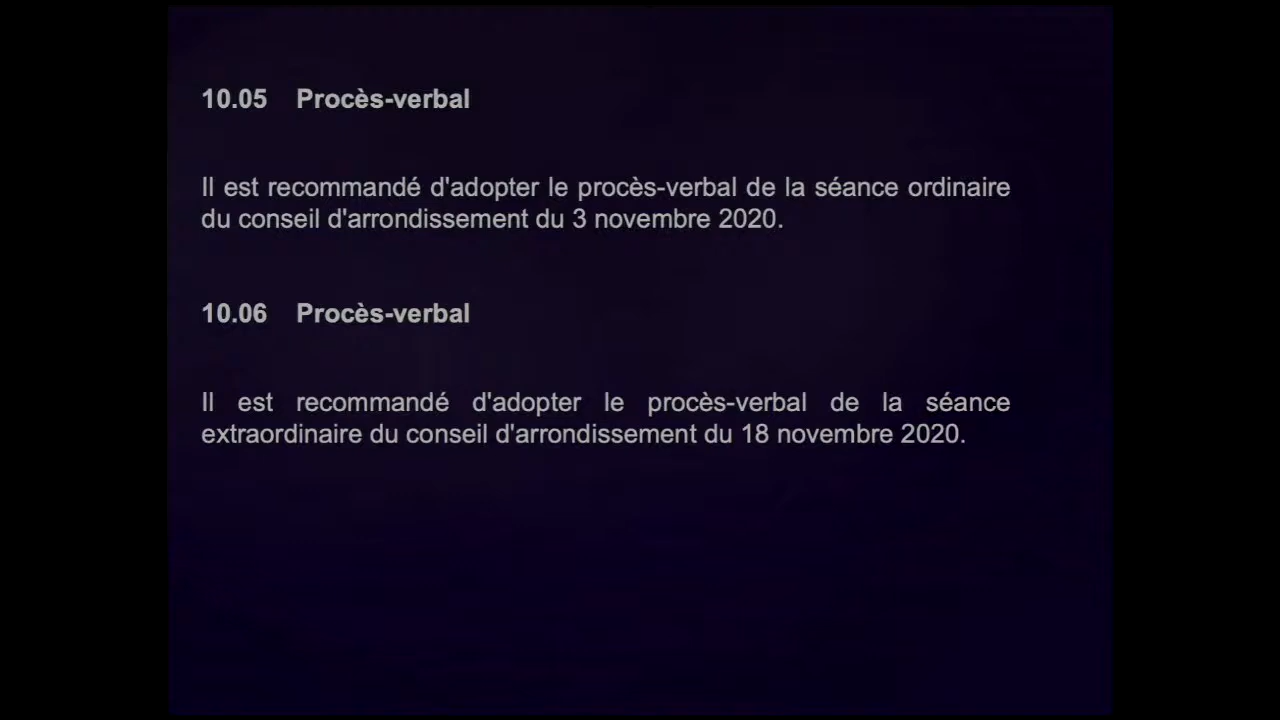 10.05 Procès-verbal
Il est recommandé d'adopter le procès-verbal de la séance ordinaire
du conseil d'arrondissement du 3 novembre 2020.
10.06 Procès-verbal
Il est recommandé d'adopter le procès-verbal de la séance
extraordinaire du conseil d'arrondissement du 18 novembre 2020.